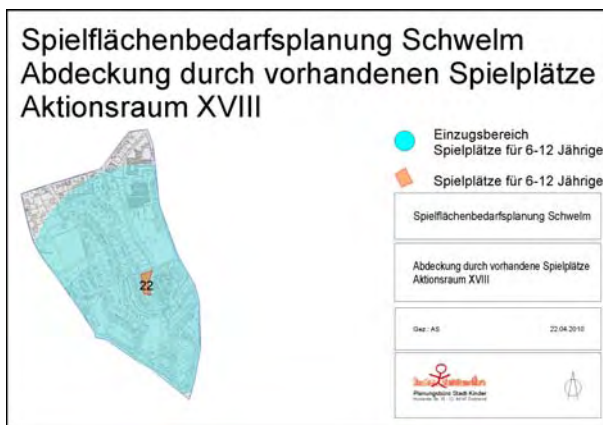 Spielflächenbedarfsplanung Schwelm
Abdeckung durch vorhandenen Spielplätze
Aktionsraum XVIII
Einzugsbereich
Spielplätze für 6-12 Jährige
Spielplätze für 6-12 Jährige
22
Spielflächenbedarfsplanung Schwelm
Abdeckung durch vorhandene Spielplätze
Aktionsraum XVIII
Gez.: AS 22.04.2010
Planungsbüro Stadt-Kinder